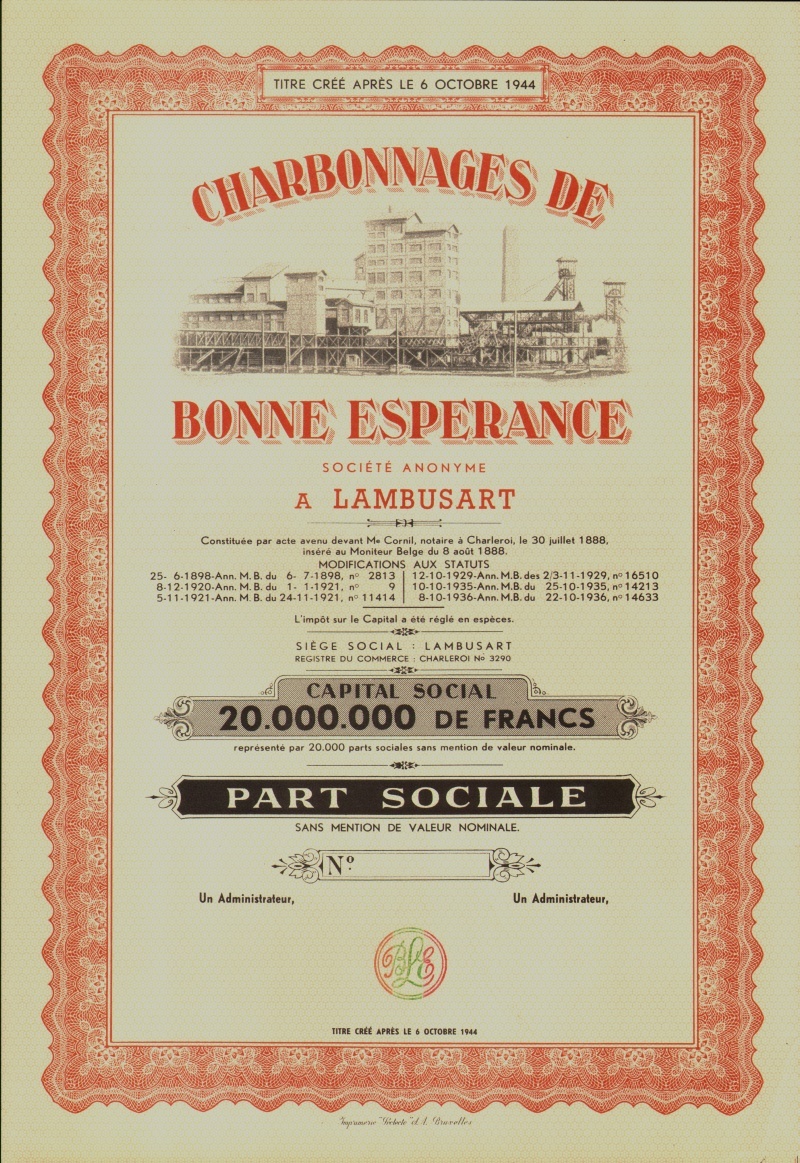 TITRE CRÉÉ APRÈS LE 6 OCTOBRE 1944
CHARBONNAGES DE
BONNE ESPERANCE
SOCIÉTÉ ANONYME
A LAMBUSART
Constituée par acte avenu devant Me Cornil, notaire à Charleroi, le 30 juillet 1888,
inséré au Moniteur Belge du 8 août 1888.
MODIFICATIONS AUX STATUTS
25- 6-1898-Ann. M. B. du 6- 7-1898, nº 2813
8-12-1920-Ann. M. B. du 1- 1-1921, nº 9
5-11-1921-Ann. M. B. du 24-11-1921, nº 11414
12-10-1929-Ann. M.B. des 2/3-11-1929, nº 16510
10-10-1935-Ann. M.B. du 25-10-1935, nº 14213
8-10-1936-Ann. M.B. du 22-10-1936, nº 14633
L'impôt sur le Capital a été réglé en espèces.
SIÈGE SOCIAL : LAMBUSART
REGISTRE DU COMMERCE : CHARLEROI No 3290
CAPITAL SOCIAL
20.000.000 DE FRANCS
représenté par 20.000 parts sociales sans mention de valeur nominale.
PART SOCIALE
SANS MENTION DE VALEUR NOMINALE.
Nº.
Un Administrateur,
Un Administrateur,
TITRE CRÉÉ APRÈS LE 6 OCTOBRE 1944
Imprimerie Bruxelles